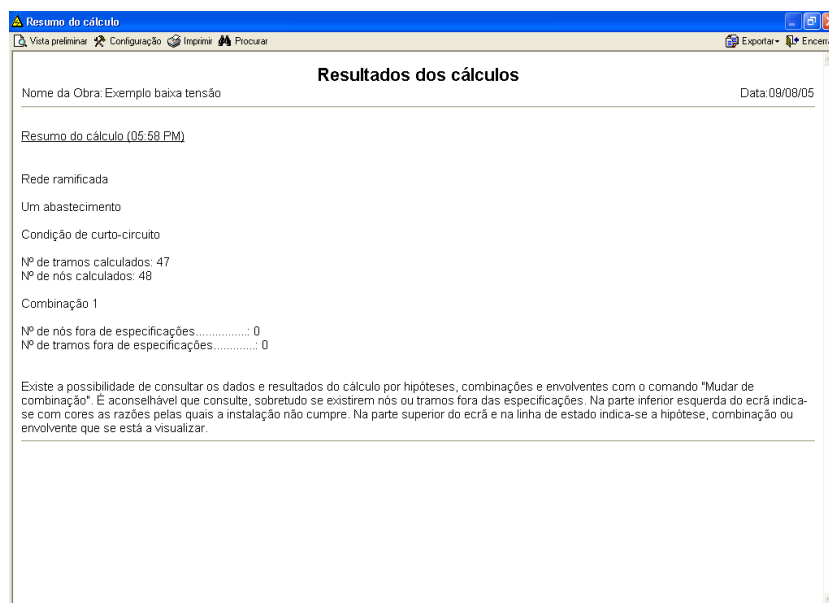 Resumo do cálculo
Vista preliminar Configuração Imprimir Procurar Exportar Encerra
Resultados dos cálculos
Nome da Obra: Exemplo baixa tensão Data:09/08/05
Resumo do cálculo (05:58 PM)
Rede ramificada
Um abastecimento
Condição de curto-circuito
Nº de tramos calculados: 47
Nº de nós calculados: 48
Combinação 1
Nº de nós fora de especificações................: 0
Nº de tramos fora de especificações.............: 0
Existe a possibilidade de consultar os dados e resultados do cálculo por hipóteses, combinações e envolventes com o comando "Mudar de
combinação". É aconselhável que consulte, sobretudo se existirem nós ou tramos fora das especificações. Na parte inferior esquerda do ecrã indica-
se com cores as razões pelas quais a instalação não cumpre. Na parte superior do ecrã e na linha de estado indica-se a hipótese, combinação ou
envolvente que se está a visualizar.